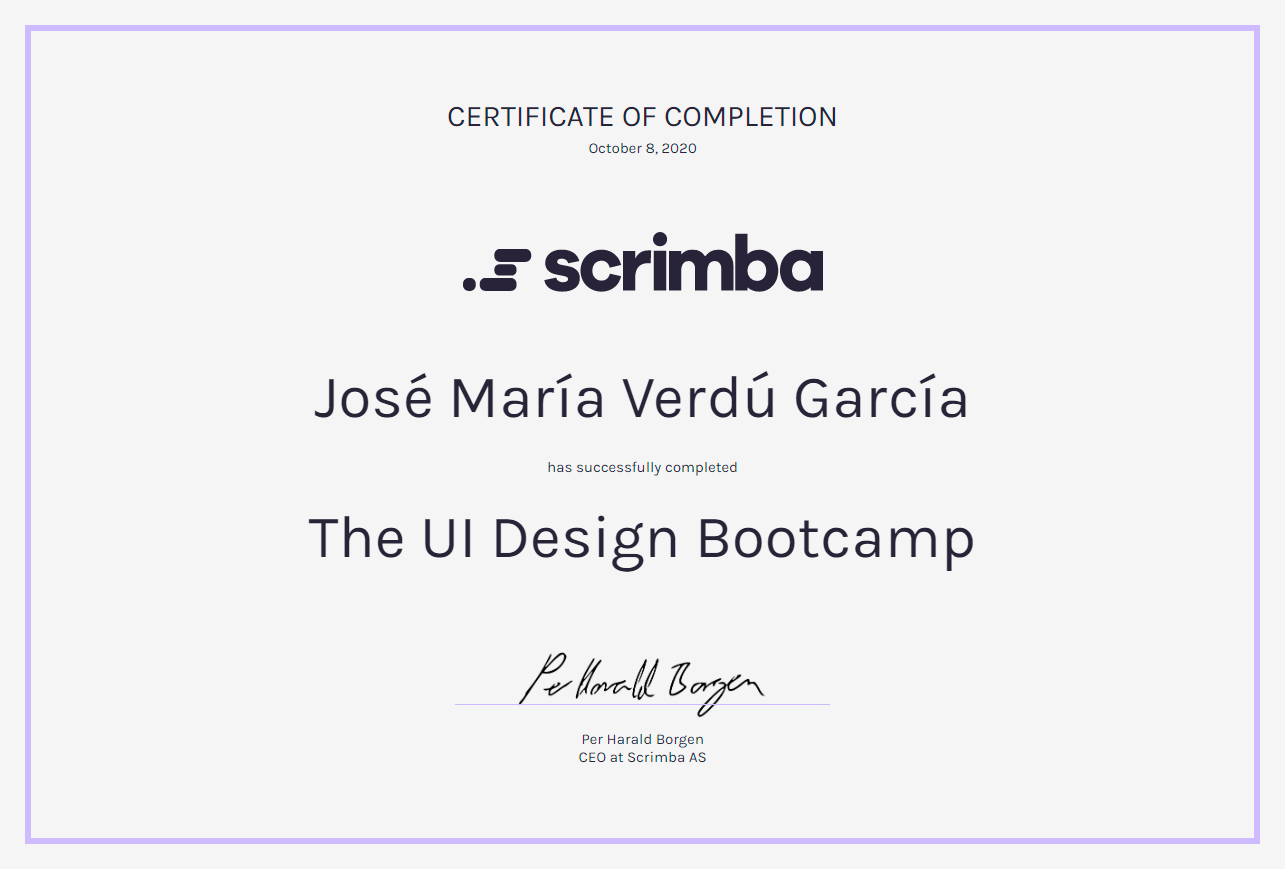 CERTIFICATE OF COMPLETION
October 8, 2020
scrimba
José María Verdú García
has successfully completed
The UI Design Bootcamp
Per Harald Borgen
Per Harald Borgen
CEO at Scrimba AS